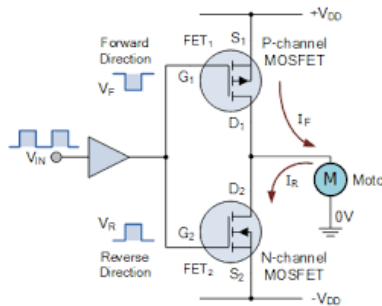 +VDD
Forward
Direction
FET1
S1
P-channel
MOSFET
VF
G1
D1
IF
VIN
IR
M
Moto
D2
VR
G2
0V
Reverse
Direction
FET2
S2
N-channel
MOSFET
-VDD